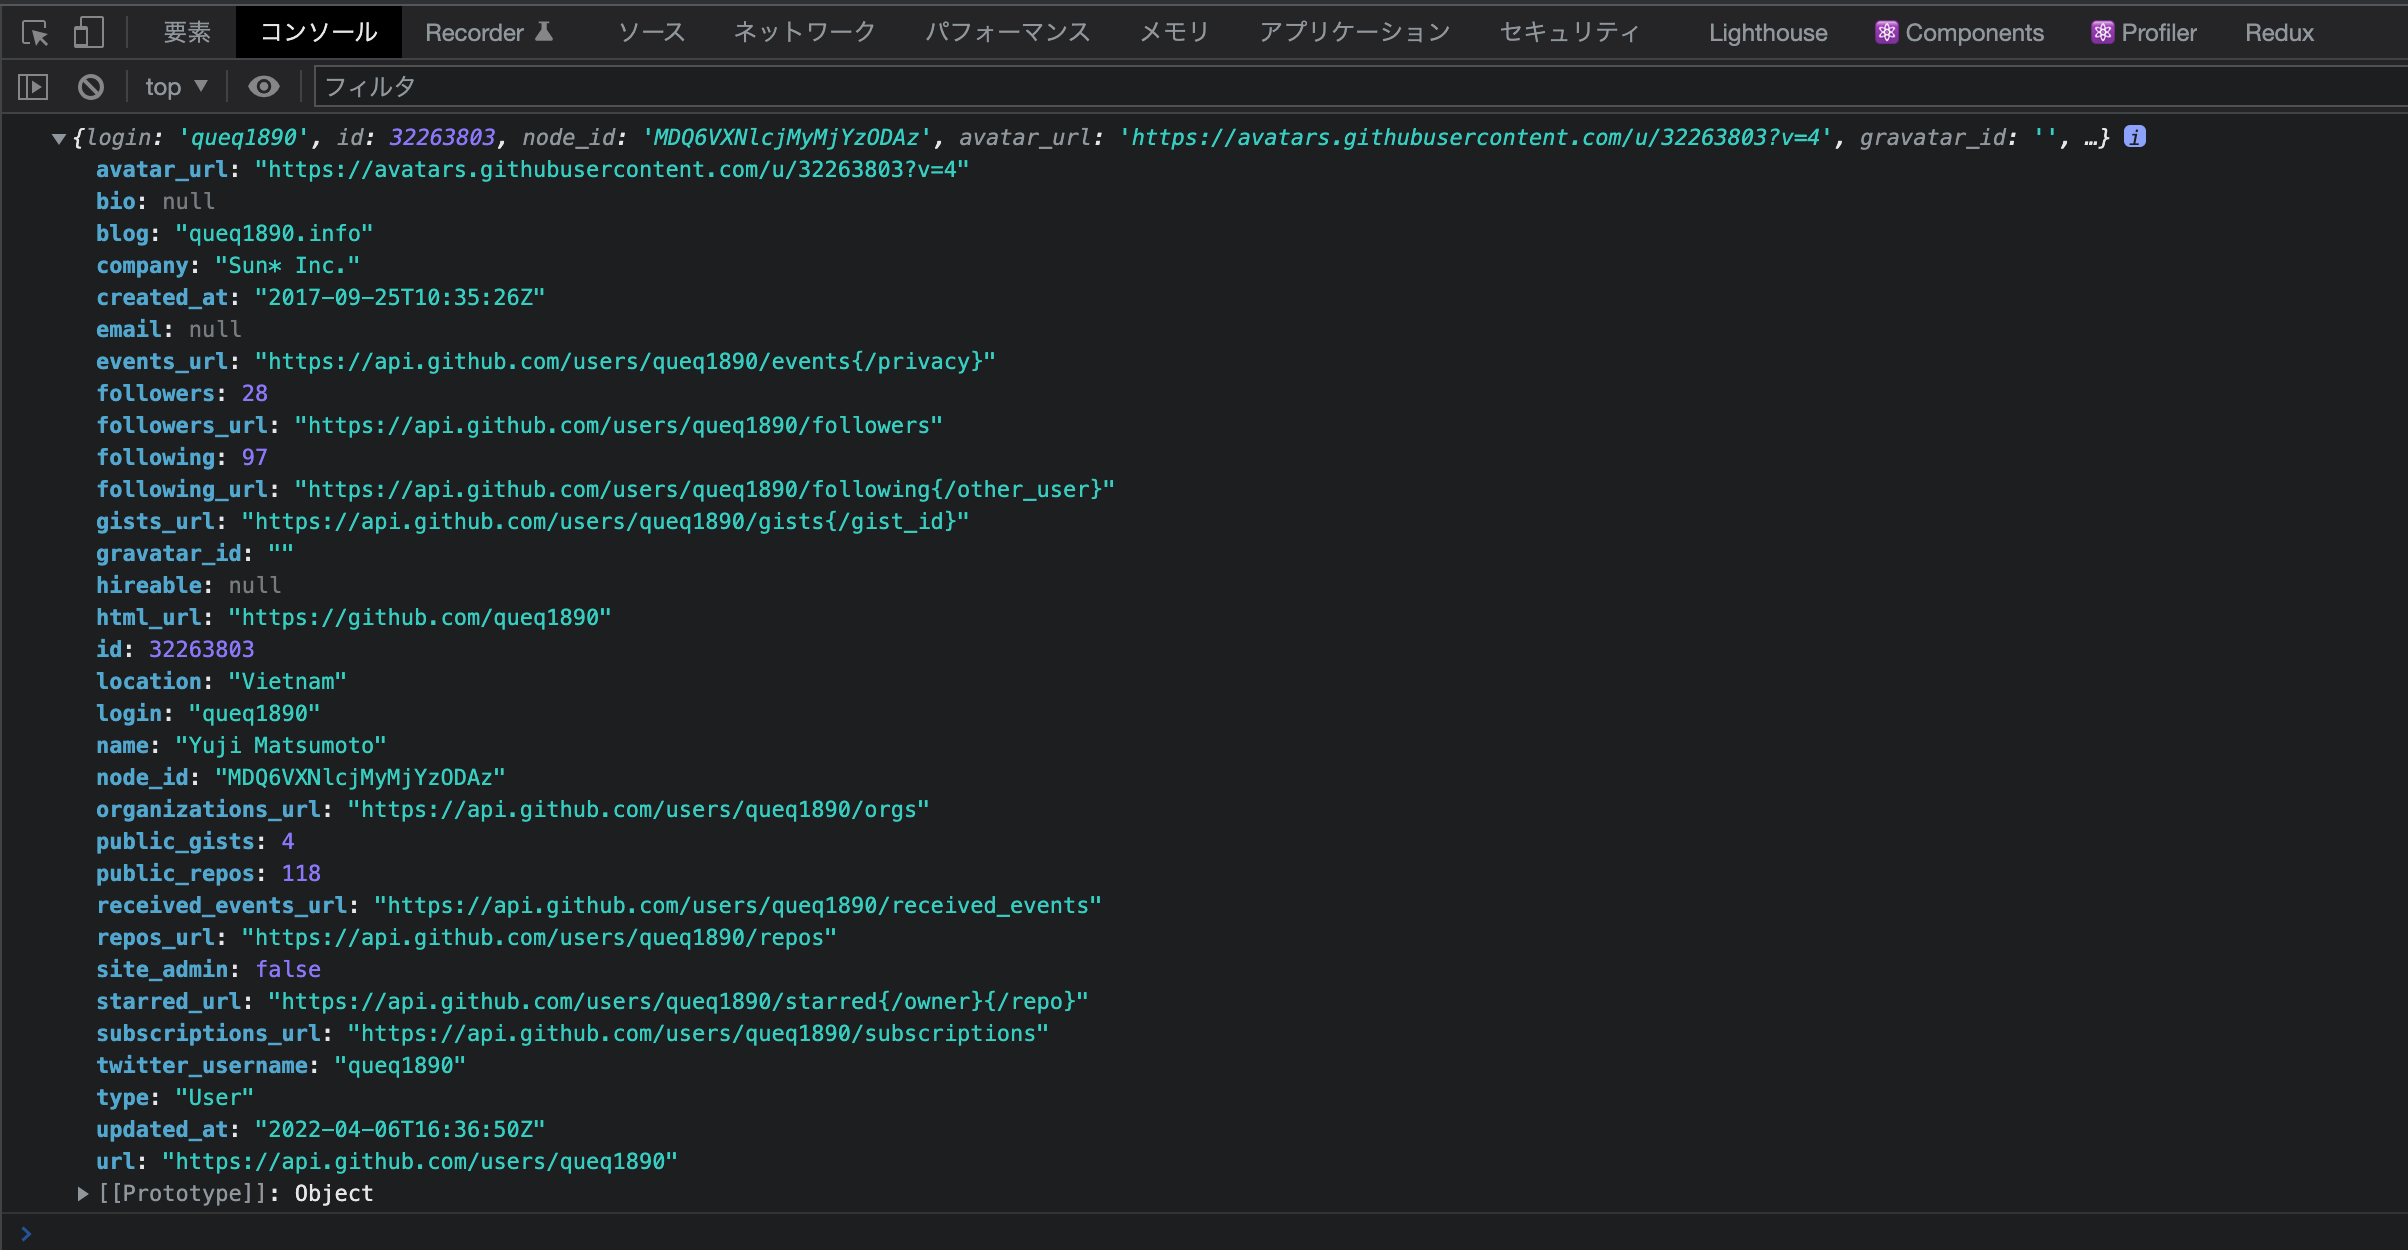 要素 コンソール Recorder ソース ネットワーク パフォーマンス メモリ アプリケーション セキュリティ Lighthouse Components Profiler Redux
top フィルタ
{login: 'queq1890', id: 32263803, node_id: 'MDQ6VXNlcjMyMjYzODAz', avatar_url: 'https://avatars.githubusercontent.com/u/32263803?v=4', gravatar_id: '', …} i
avatar_url: "https://avatars.githubusercontent.com/u/32263803?v=4"
bio: null
blog: "queq1890.info"
company: "Sun* Inc."
created_at: "2017-09-25T10:35:26Z"
email: null
events_url: "https://api.github.com/users/queq1890/events{/privacy}"
followers: 28
followers_url: "https://api.github.com/users/queq1890/followers"
following: 97
following_url: "https://api.github.com/users/queq1890/following{/other_user}"
gists_url: "https://api.github.com/users/queq1890/gists{/gist_id}"
gravatar_id: ""
hireable: null
html_url: "https://github.com/queq1890"
id: 32263803
location: "Vietnam"
login: "queq1890"
name: "Yuji Matsumoto"
node_id: "MDQ6VXNlcjMyMjYzODAz"
organizations_url: "https://api.github.com/users/queq1890/orgs"
public_gists: 4
public_repos: 118
received_events_url: "https://api.github.com/users/queq1890/received_events"
repos_url: "https://api.github.com/users/queq1890/repos"
site_admin: false
starred_url: "https://api.github.com/users/queq1890/starred{/owner}{/repo}"
subscriptions_url: "https://api.github.com/users/queq1890/subscriptions"
twitter_username: "queq1890"
type: "User"
updated_at: "2022-04-06T16:36:50Z"
url: "https://api.github.com/users/queq1890"
[[Prototype]]: Object